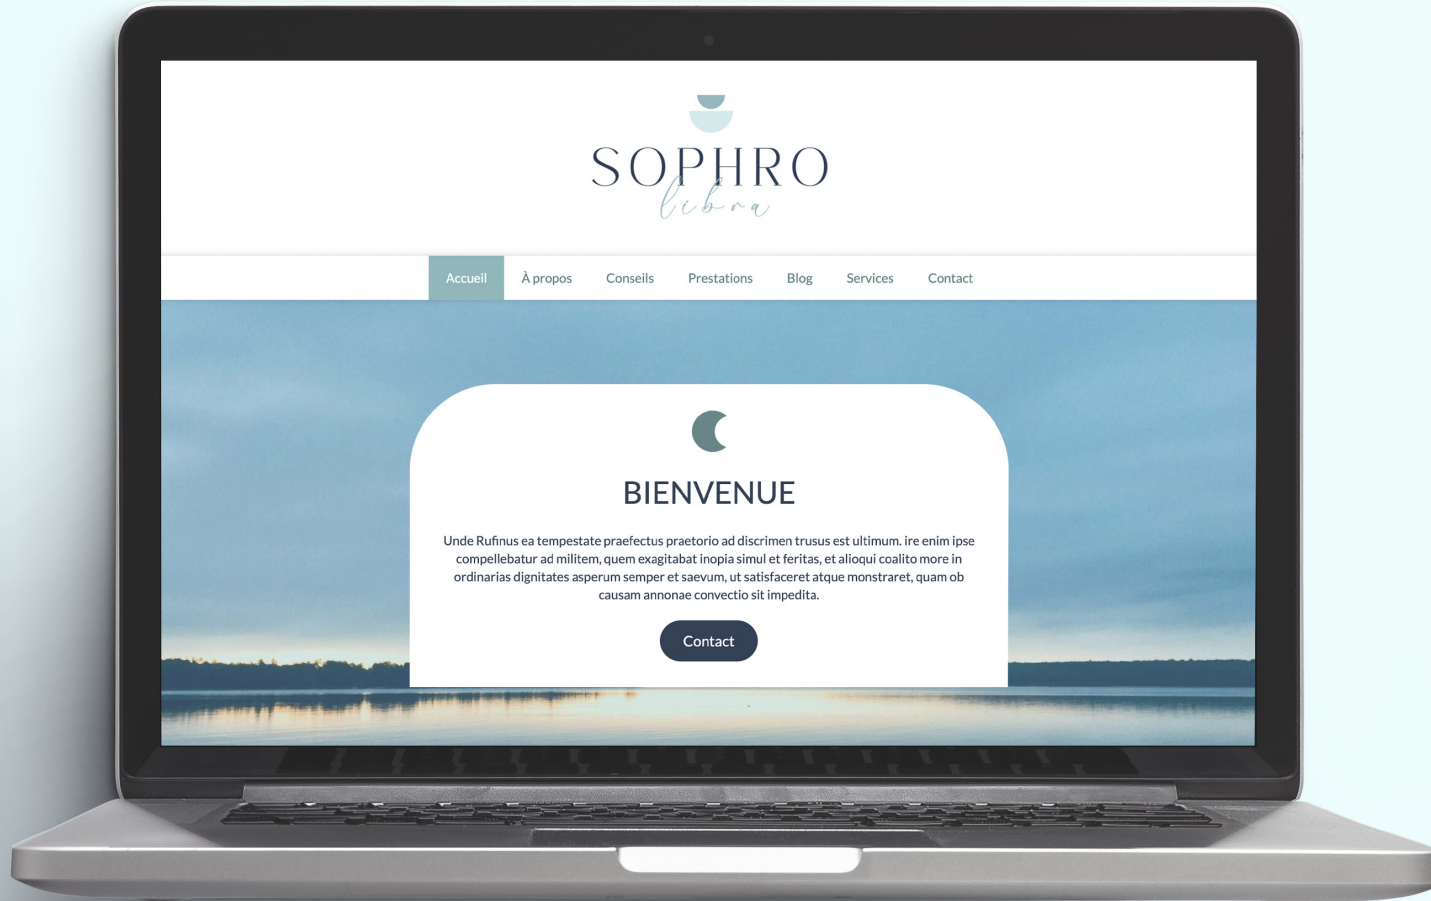 SOPHRO
libra
Accueil À propos Conseils Prestations Blog Services Contact
BIENVENUE
Unde Rufinus ea tempestate praefectus praetorio ad discrimen trusus est ultimum. ire enim ipse
compellebatur ad militem, quem exagitabat inopia simul et feritas, et alioqui coalito more in
ordinarias dignitates asperum semper et saevum, ut satisfaceret atque monstraret, quam ob
causam annonae convectio sit impedita.
Contact